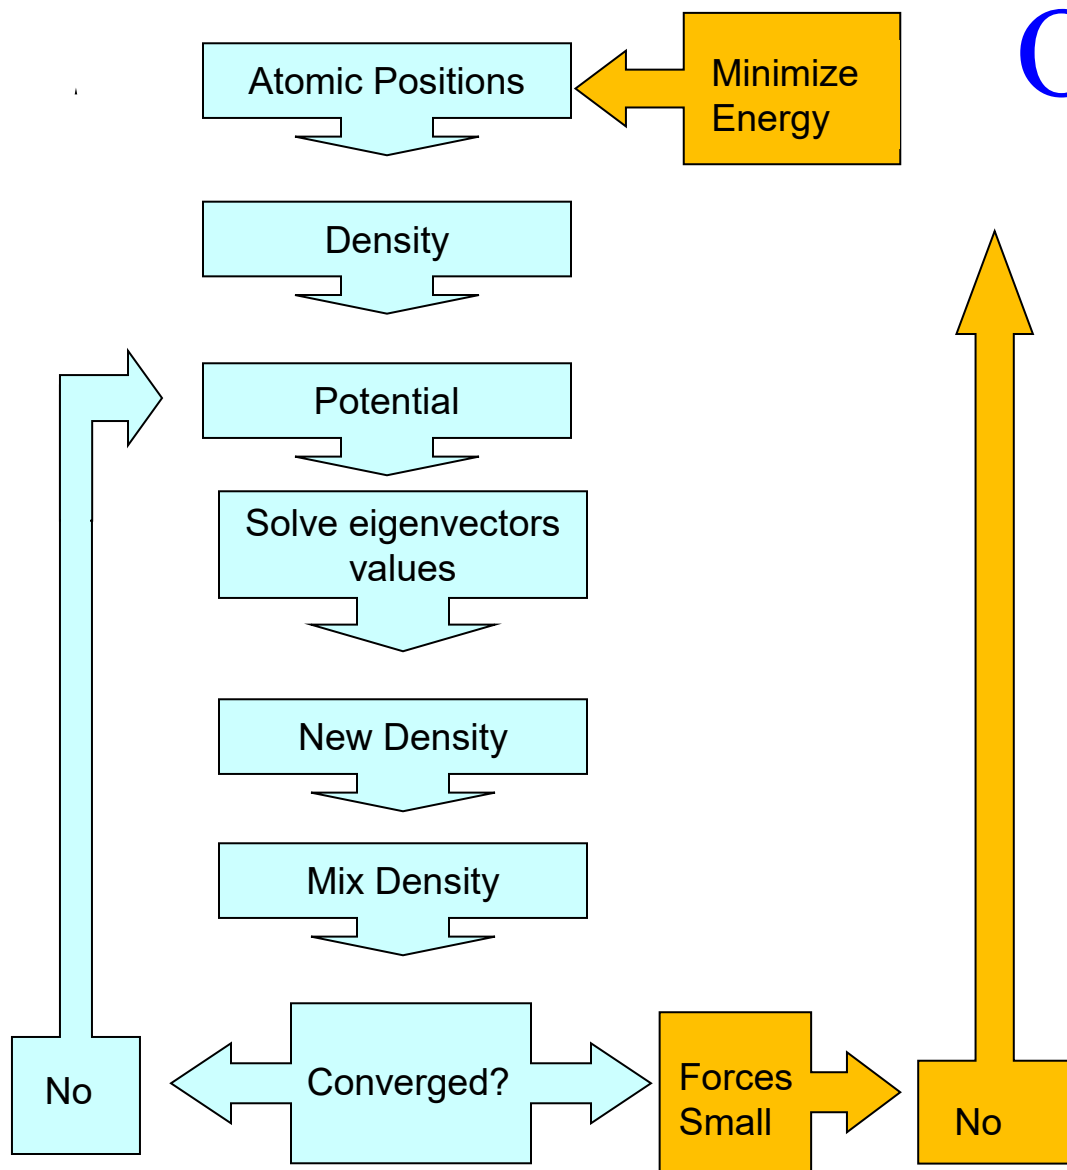 Atomic Positions
Minimize
Energy
Density
Potential
Solve eigenvectors
values
New Density
Mix Density
No
Converged?
Forces
Small
No